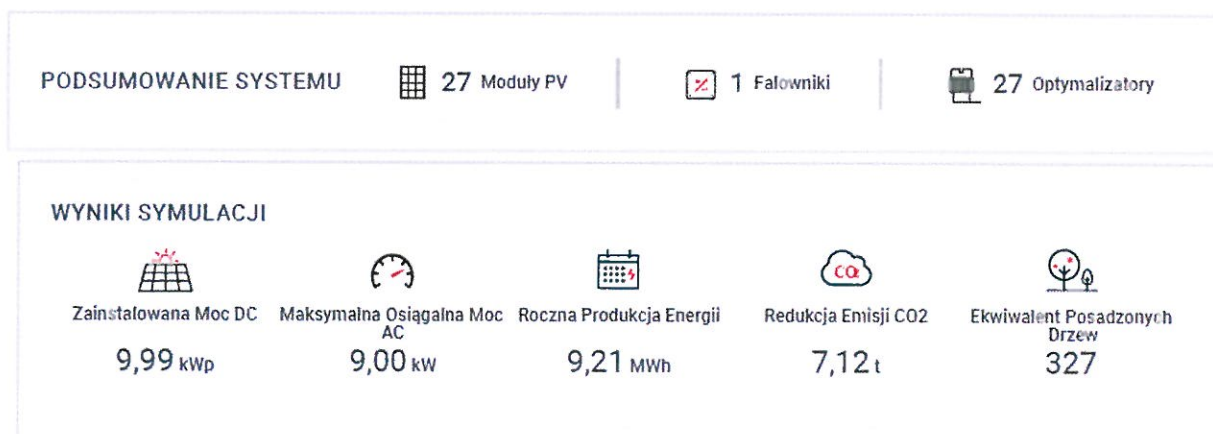 PODSUMOWANIE SYSTEMU 27 Moduły PV 1 Falowniki 27 Optymalizatory
WYNIKI SYMULACJI
CO2
Zainstalowana Moc DC Maksymalna Osiągalna Moc AC Roczna Produkcja Energii Redukcja Emisji CO2 Ekwiwalent Posadzonych Drzew
9,99 kWp 9,00 kW 9,21 MWh 7,12 t 327